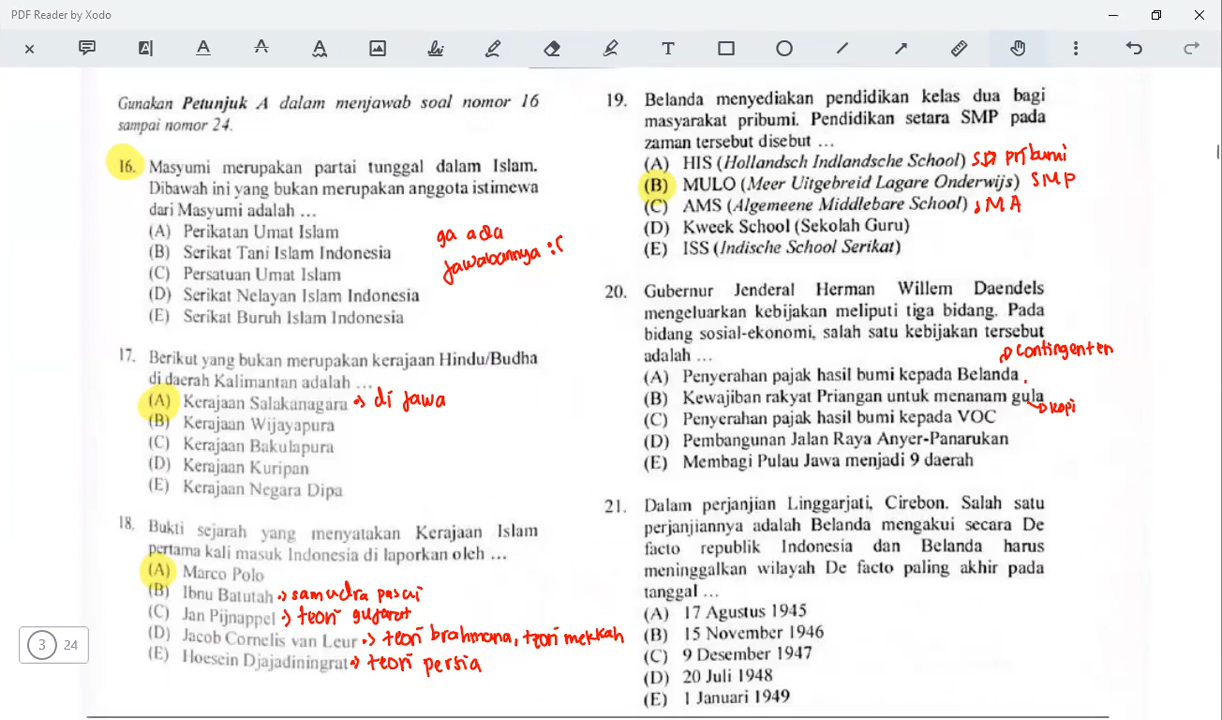 PDF Reader by Xodo
3 24
Gunakan Petunjuk A dalam menjawab soal nomor 16
sampai nomor 24.
16. Masyumi merupakan partai tunggal dalam Islam.
Dibawah ini yang bukan merupakan anggota istimewa
dari Masyumi adalah ...
(A) Perikatan Umat Islam
(B) Serikat Tani Islam Indonesia
(C) Persatuan Umat Islam
(D) Serikat Nelayan Islam Indonesia
(E) Serikat Buruh Islam Indonesia
ga ada
jawabannya :(
17. Berikut yang bukan merupakan kerajaan Hindu/Budha
di daerah Kalimantan adalah ...
(A) Kerajaan Salakanagara → di Jawa
(B) Kerajaan Wijayapura
(C) Kerajaan Bakulapura
(D) Kerajaan Kuripan
(E) Kerajaan Negara Dipa
18. Bukti sejarah yang menyatakan Kerajaan Islam
pertama kali masuk Indonesia di laporkan oleh ...
(A) Marco Polo
(B) Ibnu Batutah → samudra pasai
(C) Jan Pijnappel → teori gujarat
(D) Jacob Cornelis van Leur → teori brahmana, teori mekkah
(E) Hoesein Djajadiningrat → teori persia
19. Belanda menyediakan pendidikan kelas dua bagi
masyarakat pribumi. Pendidikan setara SMP pada
zaman tersebut disebut ...
(A) HIS (Hollandsch Indlandsche School) SD pribumi
(B) MULO (Meer Uitgebreid Lagare Onderwijs) SMP
(C) AMS (Algemeene Middlebare School) SMA
(D) Kweek School (Sekolah Guru)
(E) ISS (Indische School Serikat)
20. Gubernur Jenderal Herman Willem Daendels
mengeluarkan kebijakan meliputi tiga bidang. Pada
bidang sosial-ekonomi, salah satu kebijakan tersebut
adalah ...
→ Contingenten
(A) Penyerahan pajak hasil bumi kepada Belanda
(B) Kewajiban rakyat Priangan untuk menanam gula
→ kopi
(C) Penyerahan pajak hasil bumi kepada VOC
(D) Pembangunan Jalan Raya Anyer-Panarukan
(E) Membagi Pulau Jawa menjadi 9 daerah
21. Dalam perjanjian Linggarjati, Cirebon. Salah satu
perjanjiannya adalah Belanda mengakui secara De
facto republik Indonesia dan Belanda harus
meninggalkan wilayah De facto paling akhir pada
tanggal ...
(A) 17 Agustus 1945
(B) 15 November 1946
(C) 9 Desember 1947
(D) 20 Juli 1948
(E) 1 Januari 1949